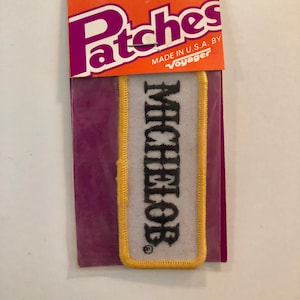 Patches
MADE IN U.S.A. BY
Voyager
MICHELOB®